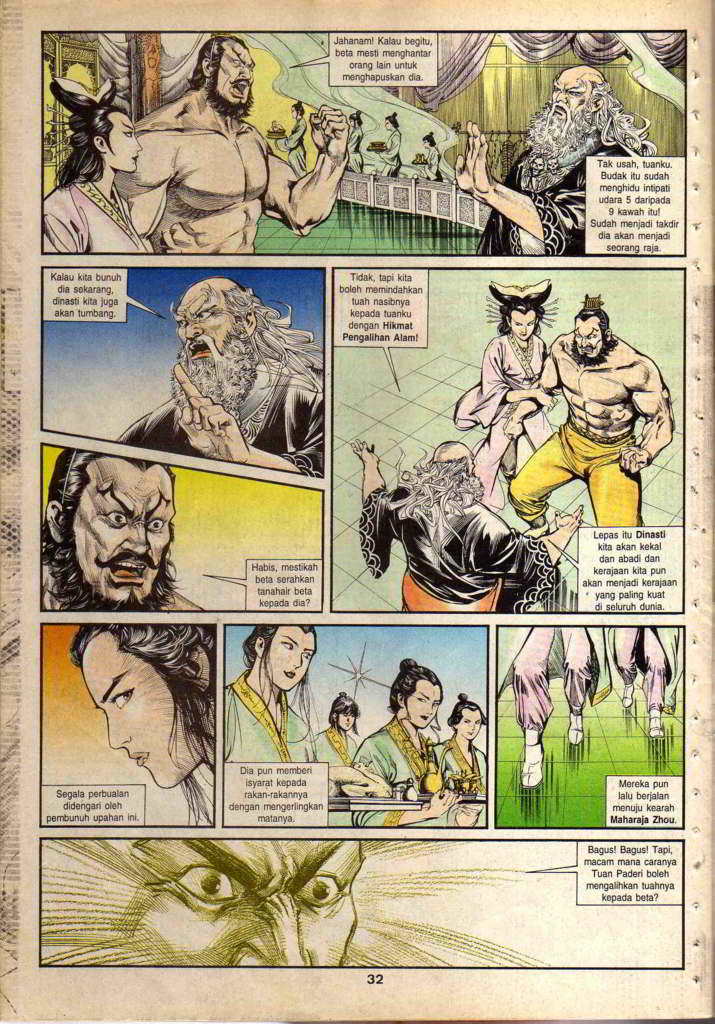 Jahanam! Kalau begitu,
beta mesti menghantar
orang lain untuk
menghapuskan dia.
Tak usah, tuanku.
Budak itu sudah
menghidu intipati
udara 5 daripada
9 kawah itu!
Sudah menjadi takdir
dia akan menjadi
seorang raja.
Kalau kita bunuh
dia sekarang,
dinasti kita juga
akan tumbang.
Tidak, tapi kita
boleh memindahkan
tuah nasibnya
kepada tuanku
dengan Hikmat
Pengalihan Alam!
Habis, mestikah
beta serahkan
tanahair beta
kepada dia?
Lepas itu Dinasti
kita akan kekal
dan abadi dan
kerajaan kita pun
akan menjadi kerajaan
yang paling kuat
di seluruh dunia.
Segala perbualan
didengari oleh
pembunuh upahan ini.
Dia pun memberi
isyarat kepada
rakan-rakannya
dengan mengerlingkan
matanya.
Mereka pun
lalu berjalan
menuju kearah
Maharaja Zhou.
Bagus! Bagus! Tapi,
macam mana caranya
Tuan Paderi boleh
mengalihkan tuahnya
kepada beta?
32